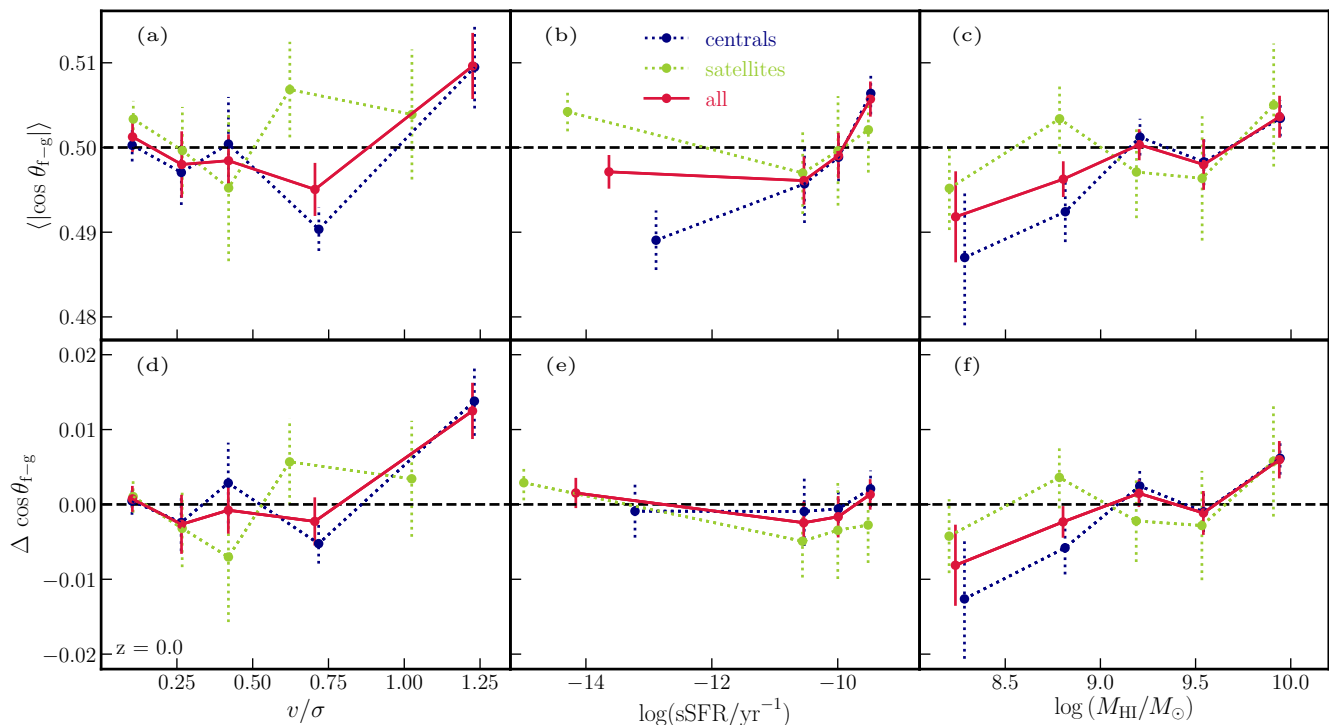 (a)
(b)
(c)
centrals
satellites
all
0.51
0.50
0.49
0.48
⟨|cos θf−g|⟩
(d)
(e)
(f)
0.02
0.01
0.00
−0.01
−0.02
Δ cos θf−g
z = 0.0
0.25 0.50 0.75 1.00 1.25
−14 −12 −10
8.5 9.0 9.5 10.0
v/σ
log(sSFR/yr⁻¹)
log (MHI/M⊙)